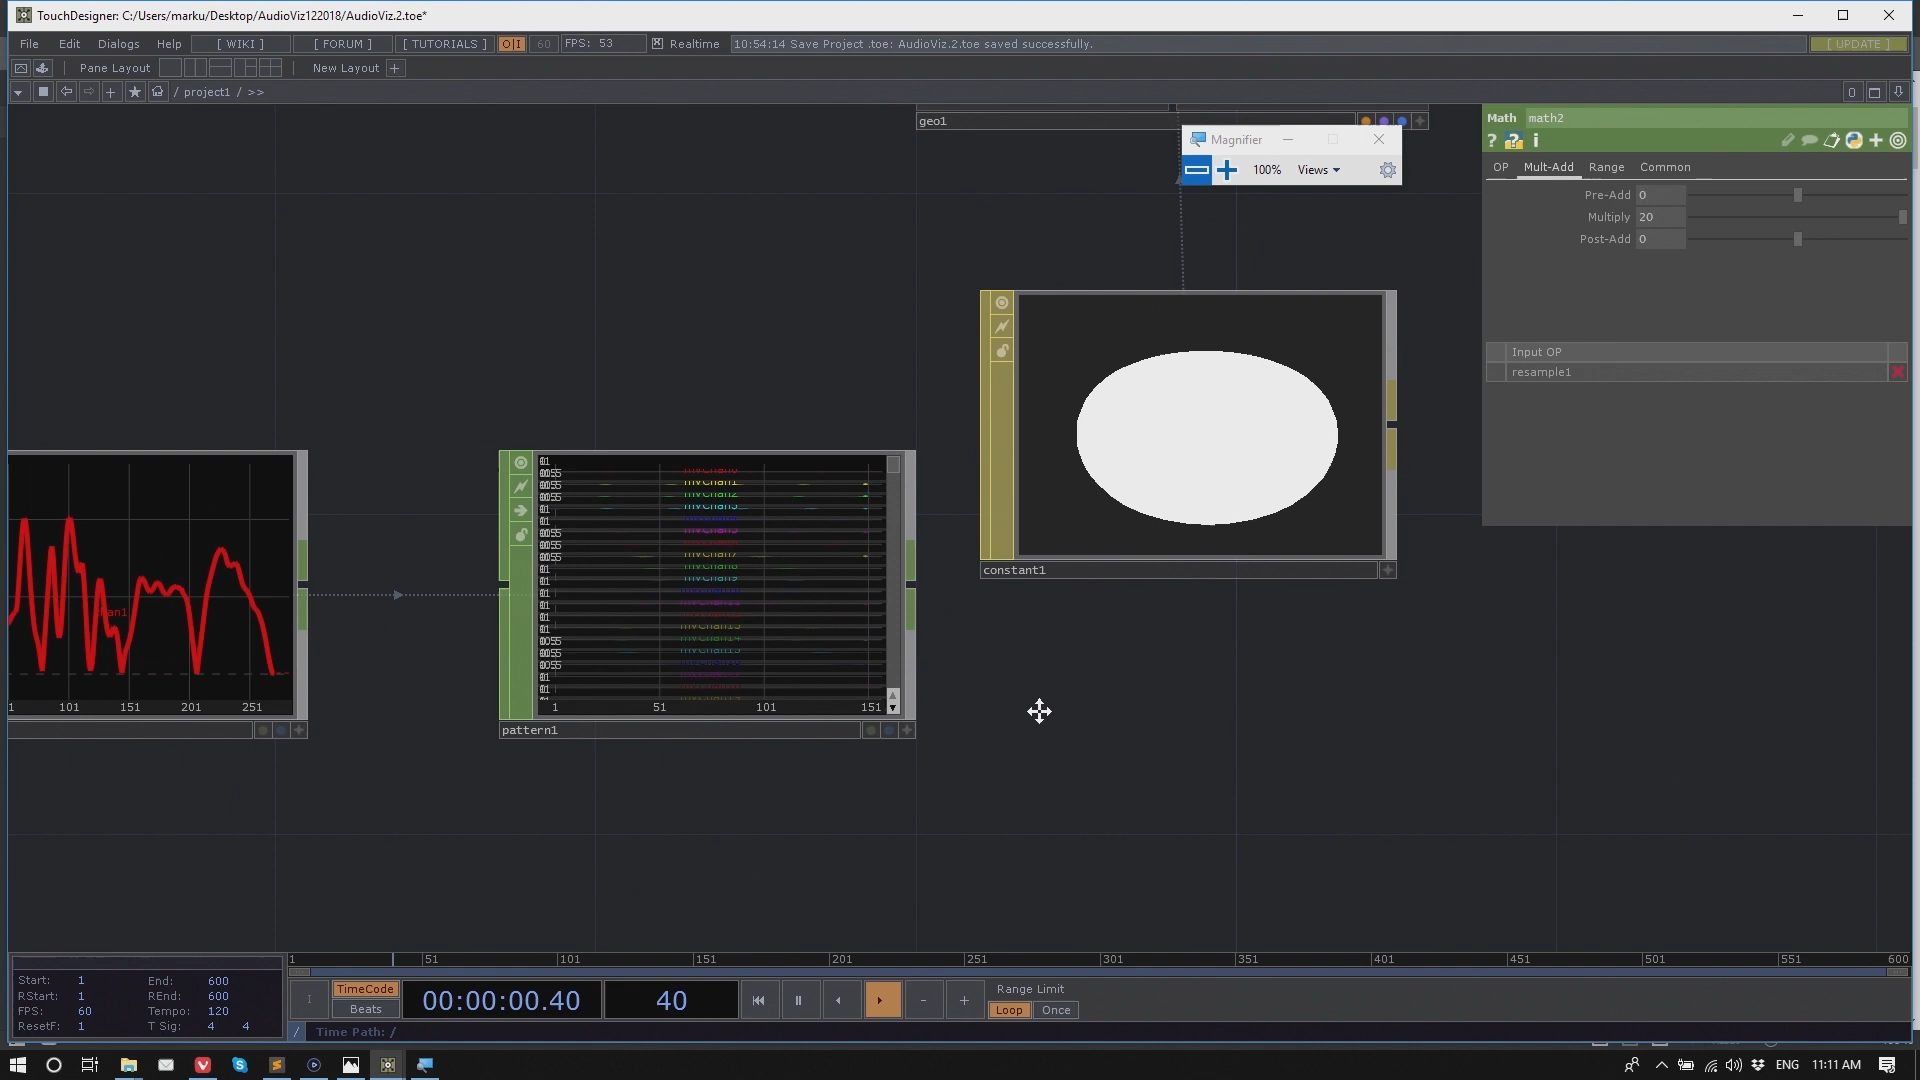 TouchDesigner: C:/Users/marku/Desktop/AudioViz122018/AudioViz.2.toe*
File Edit Dialogs Help [ WIKI ] [ FORUM ] [ TUTORIALS ] O|I 60 FPS: 53 Realtime 10:54:14 Save Project .toe: AudioViz.2.toe saved successfully. [ UPDATE ]
Pane Layout New Layout +
/ project1 / >> 0
geo1
Magnifier
100% Views
Math math2
? i
OP Mult-Add Range Common
Pre-Add 0
Multiply 20
Post-Add 0
Input OP
resample1
constant1
101 151 201 251
1 51 101 151
pattern1
1 51 101 151 201 251 301 351 401 451 501 551 600
Start: 1 End: 600
RStart: 1 REnd: 600
FPS: 60 Tempo: 120
ResetF: 1 T Sig: 4 4
TimeCode
Beats
00:00:00.40
40
- +
Range Limit
Loop Once
/ Time Path: /
ENG 11:11 AM